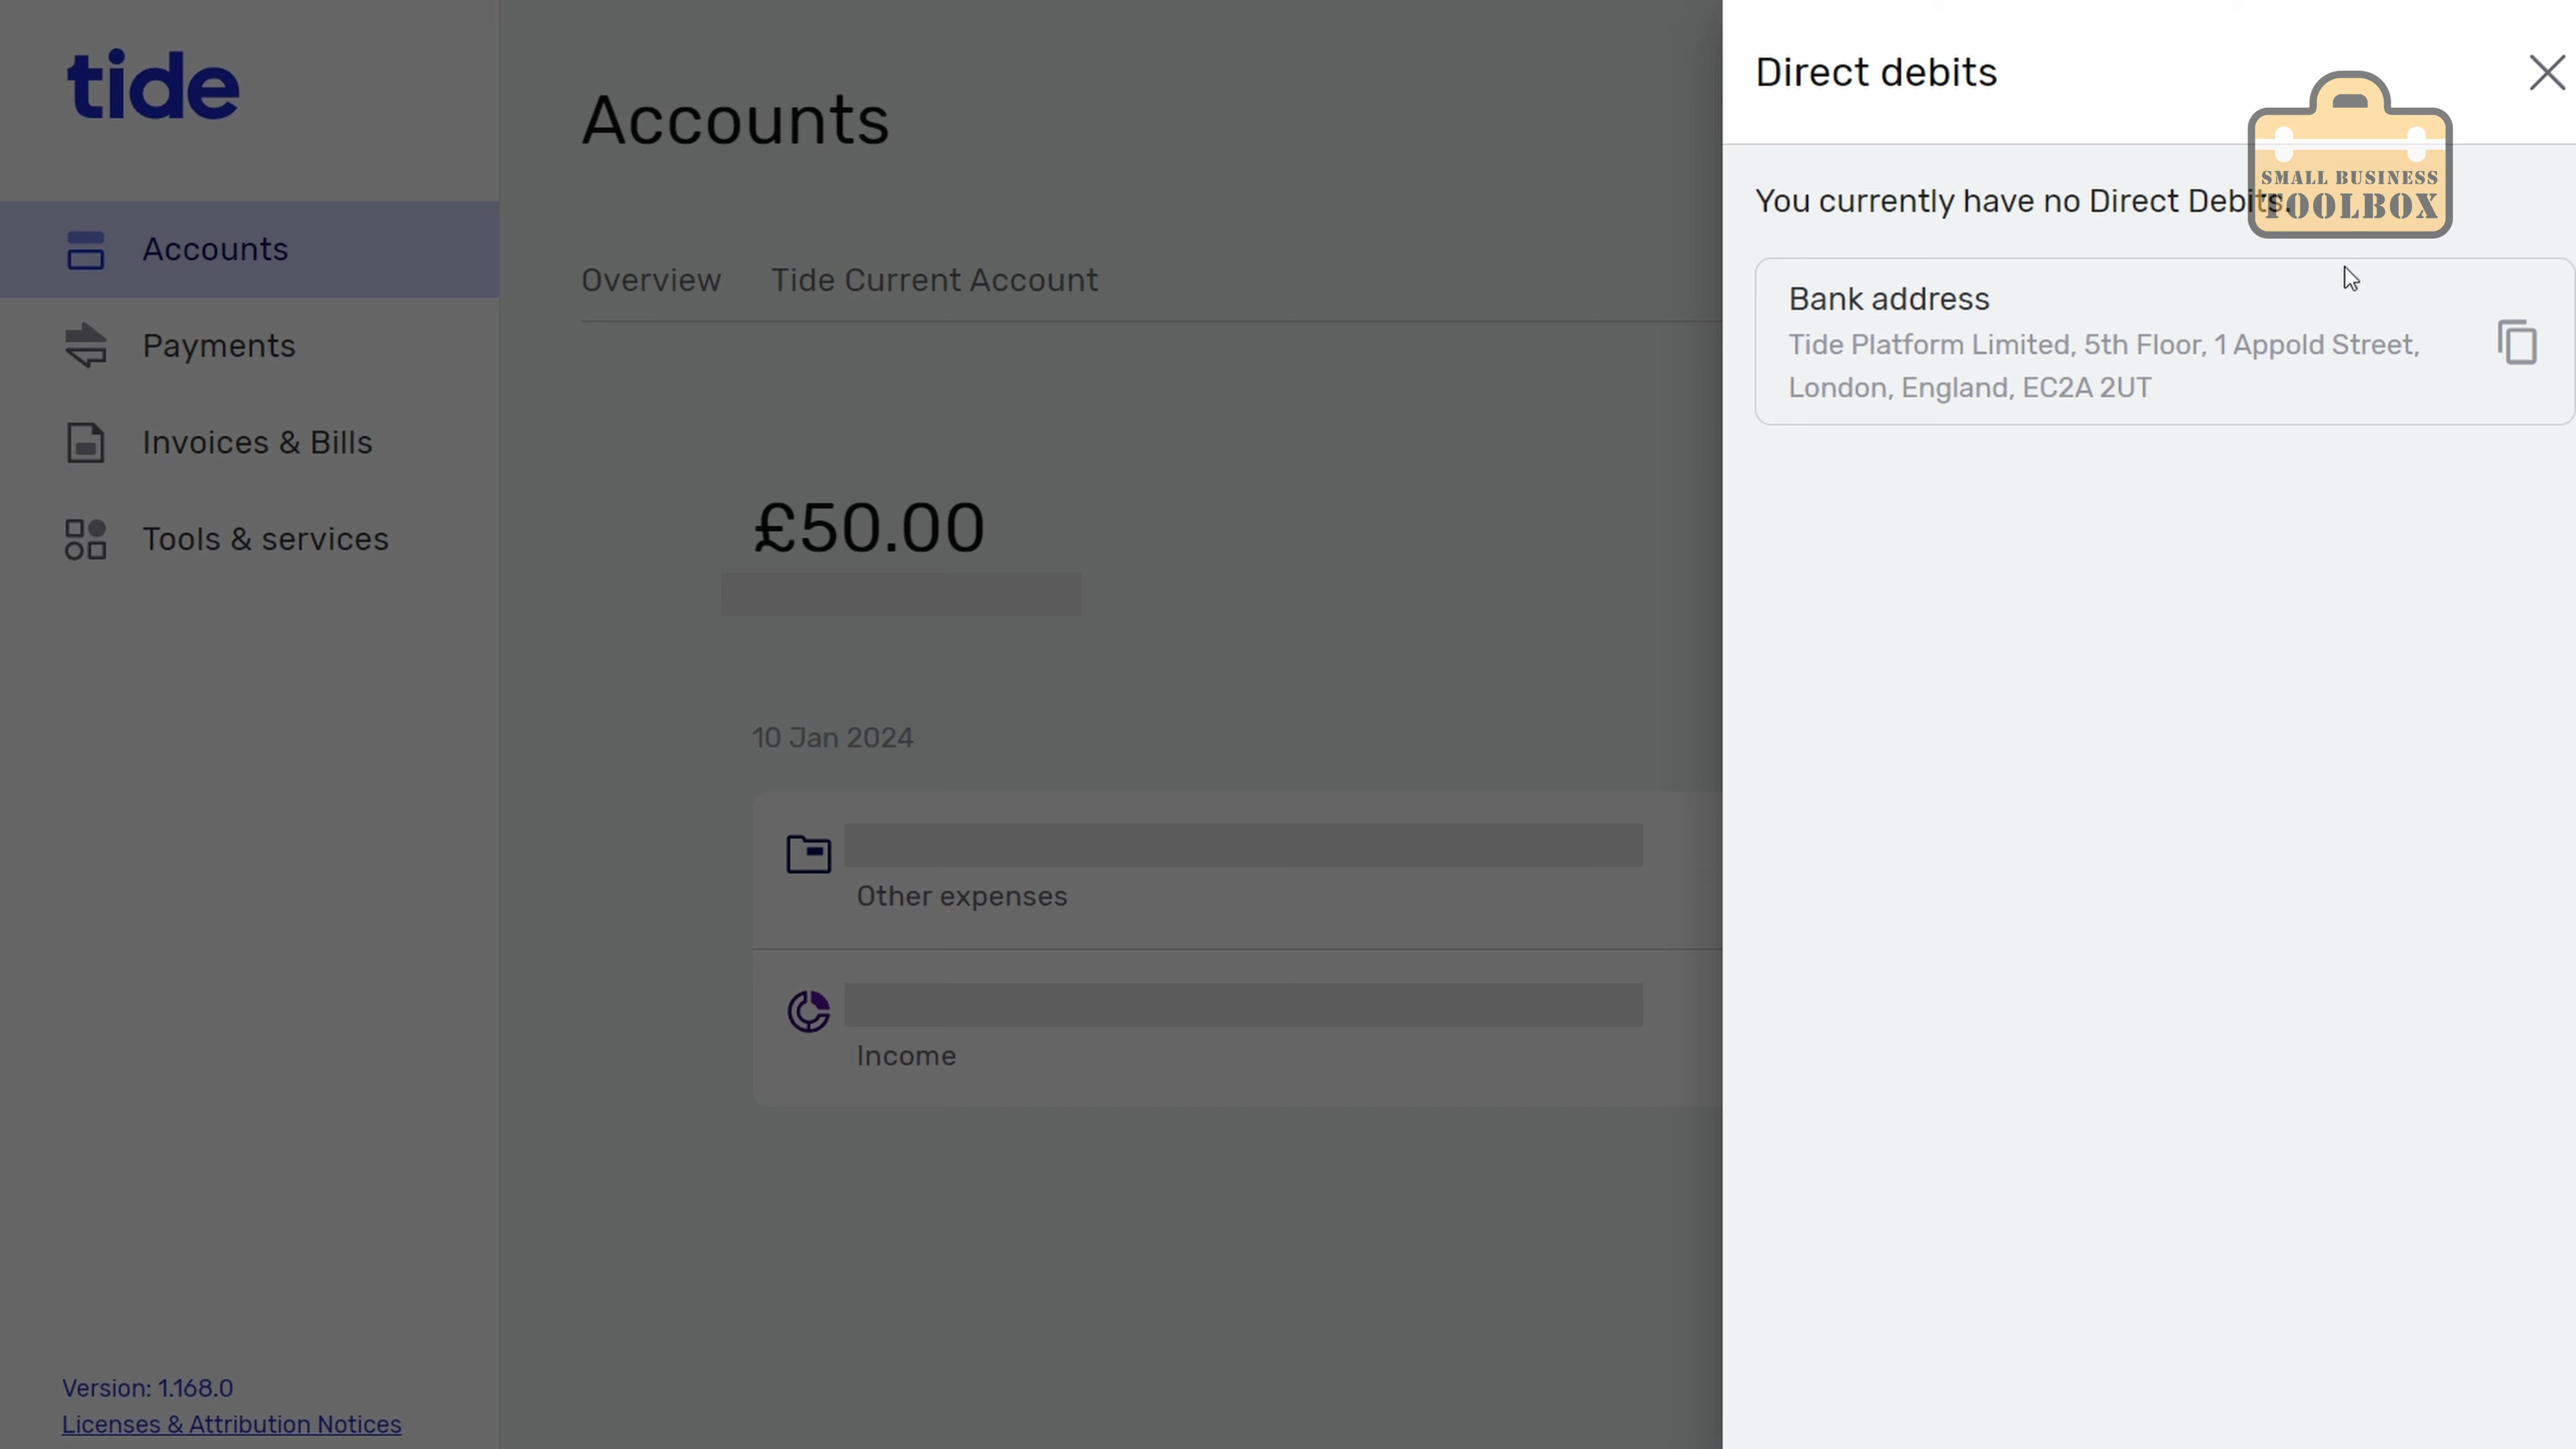 tide
Accounts
Payments
Invoices & Bills
Tools & services
Version: 1.168.0
Licenses & Attribution Notices
Accounts
Overview
Tide Current Account
£50.00
10 Jan 2024
Other expenses
Income
Direct debits
You currently have no Direct Debits.
SMALL BUSINESS
TOOLBOX
Bank address
Tide Platform Limited, 5th Floor, 1 Appold Street,
London, England, EC2A 2UT